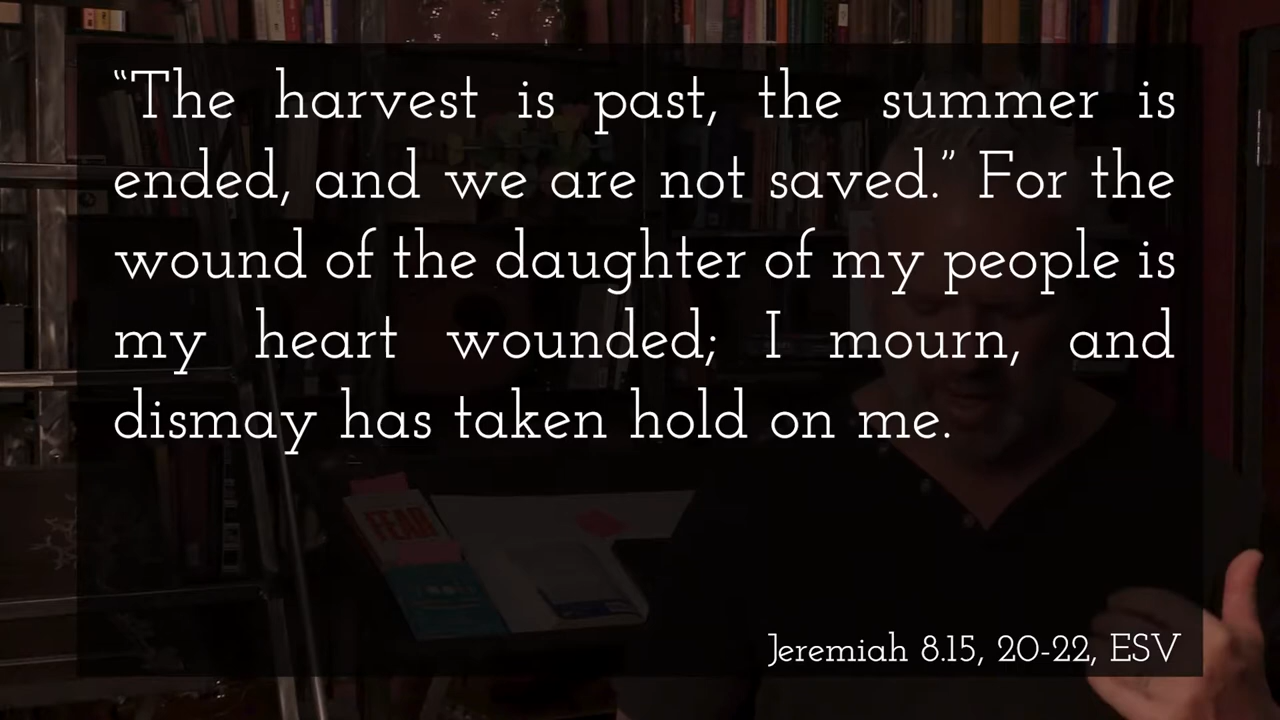 “The harvest is past, the summer is
ended, and we are not saved.” For the
wound of the daughter of my people is
my heart wounded; I mourn, and
dismay has taken hold on me.
FEAR
Jeremiah 8.15, 20-22, ESV